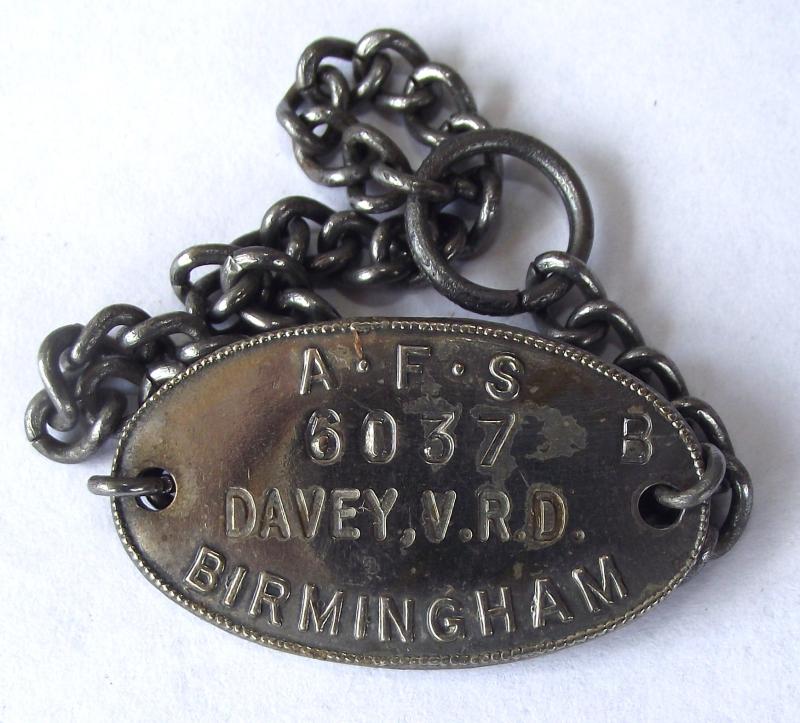 A·F·S
6037 B
DAVEY, V.R.D.
BIRMINGHAM